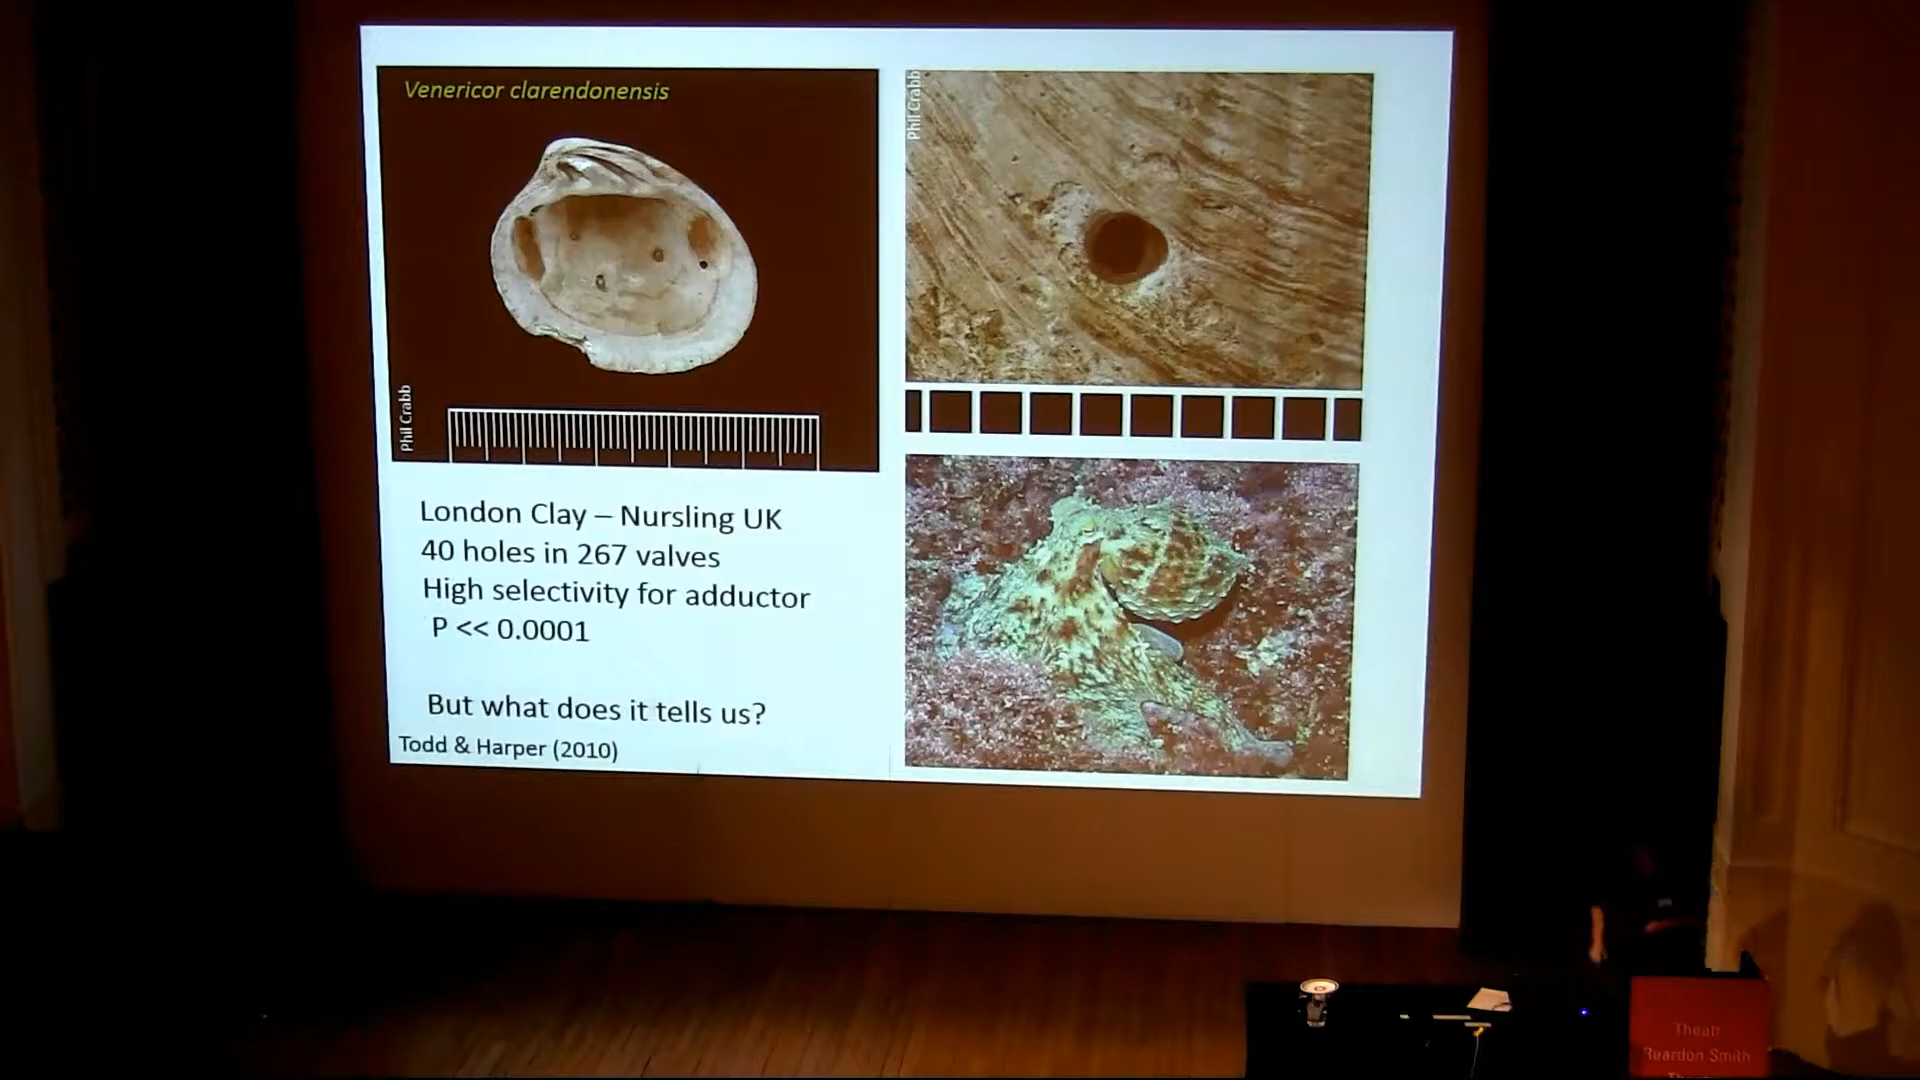 Venericor clarendonensis
Phil Crabb
Phil Crabb
London Clay – Nursling UK
40 holes in 267 valves
High selectivity for adductor
P << 0.0001
But what does it tells us?
Todd & Harper (2010)
Theatr
Reardon Smith